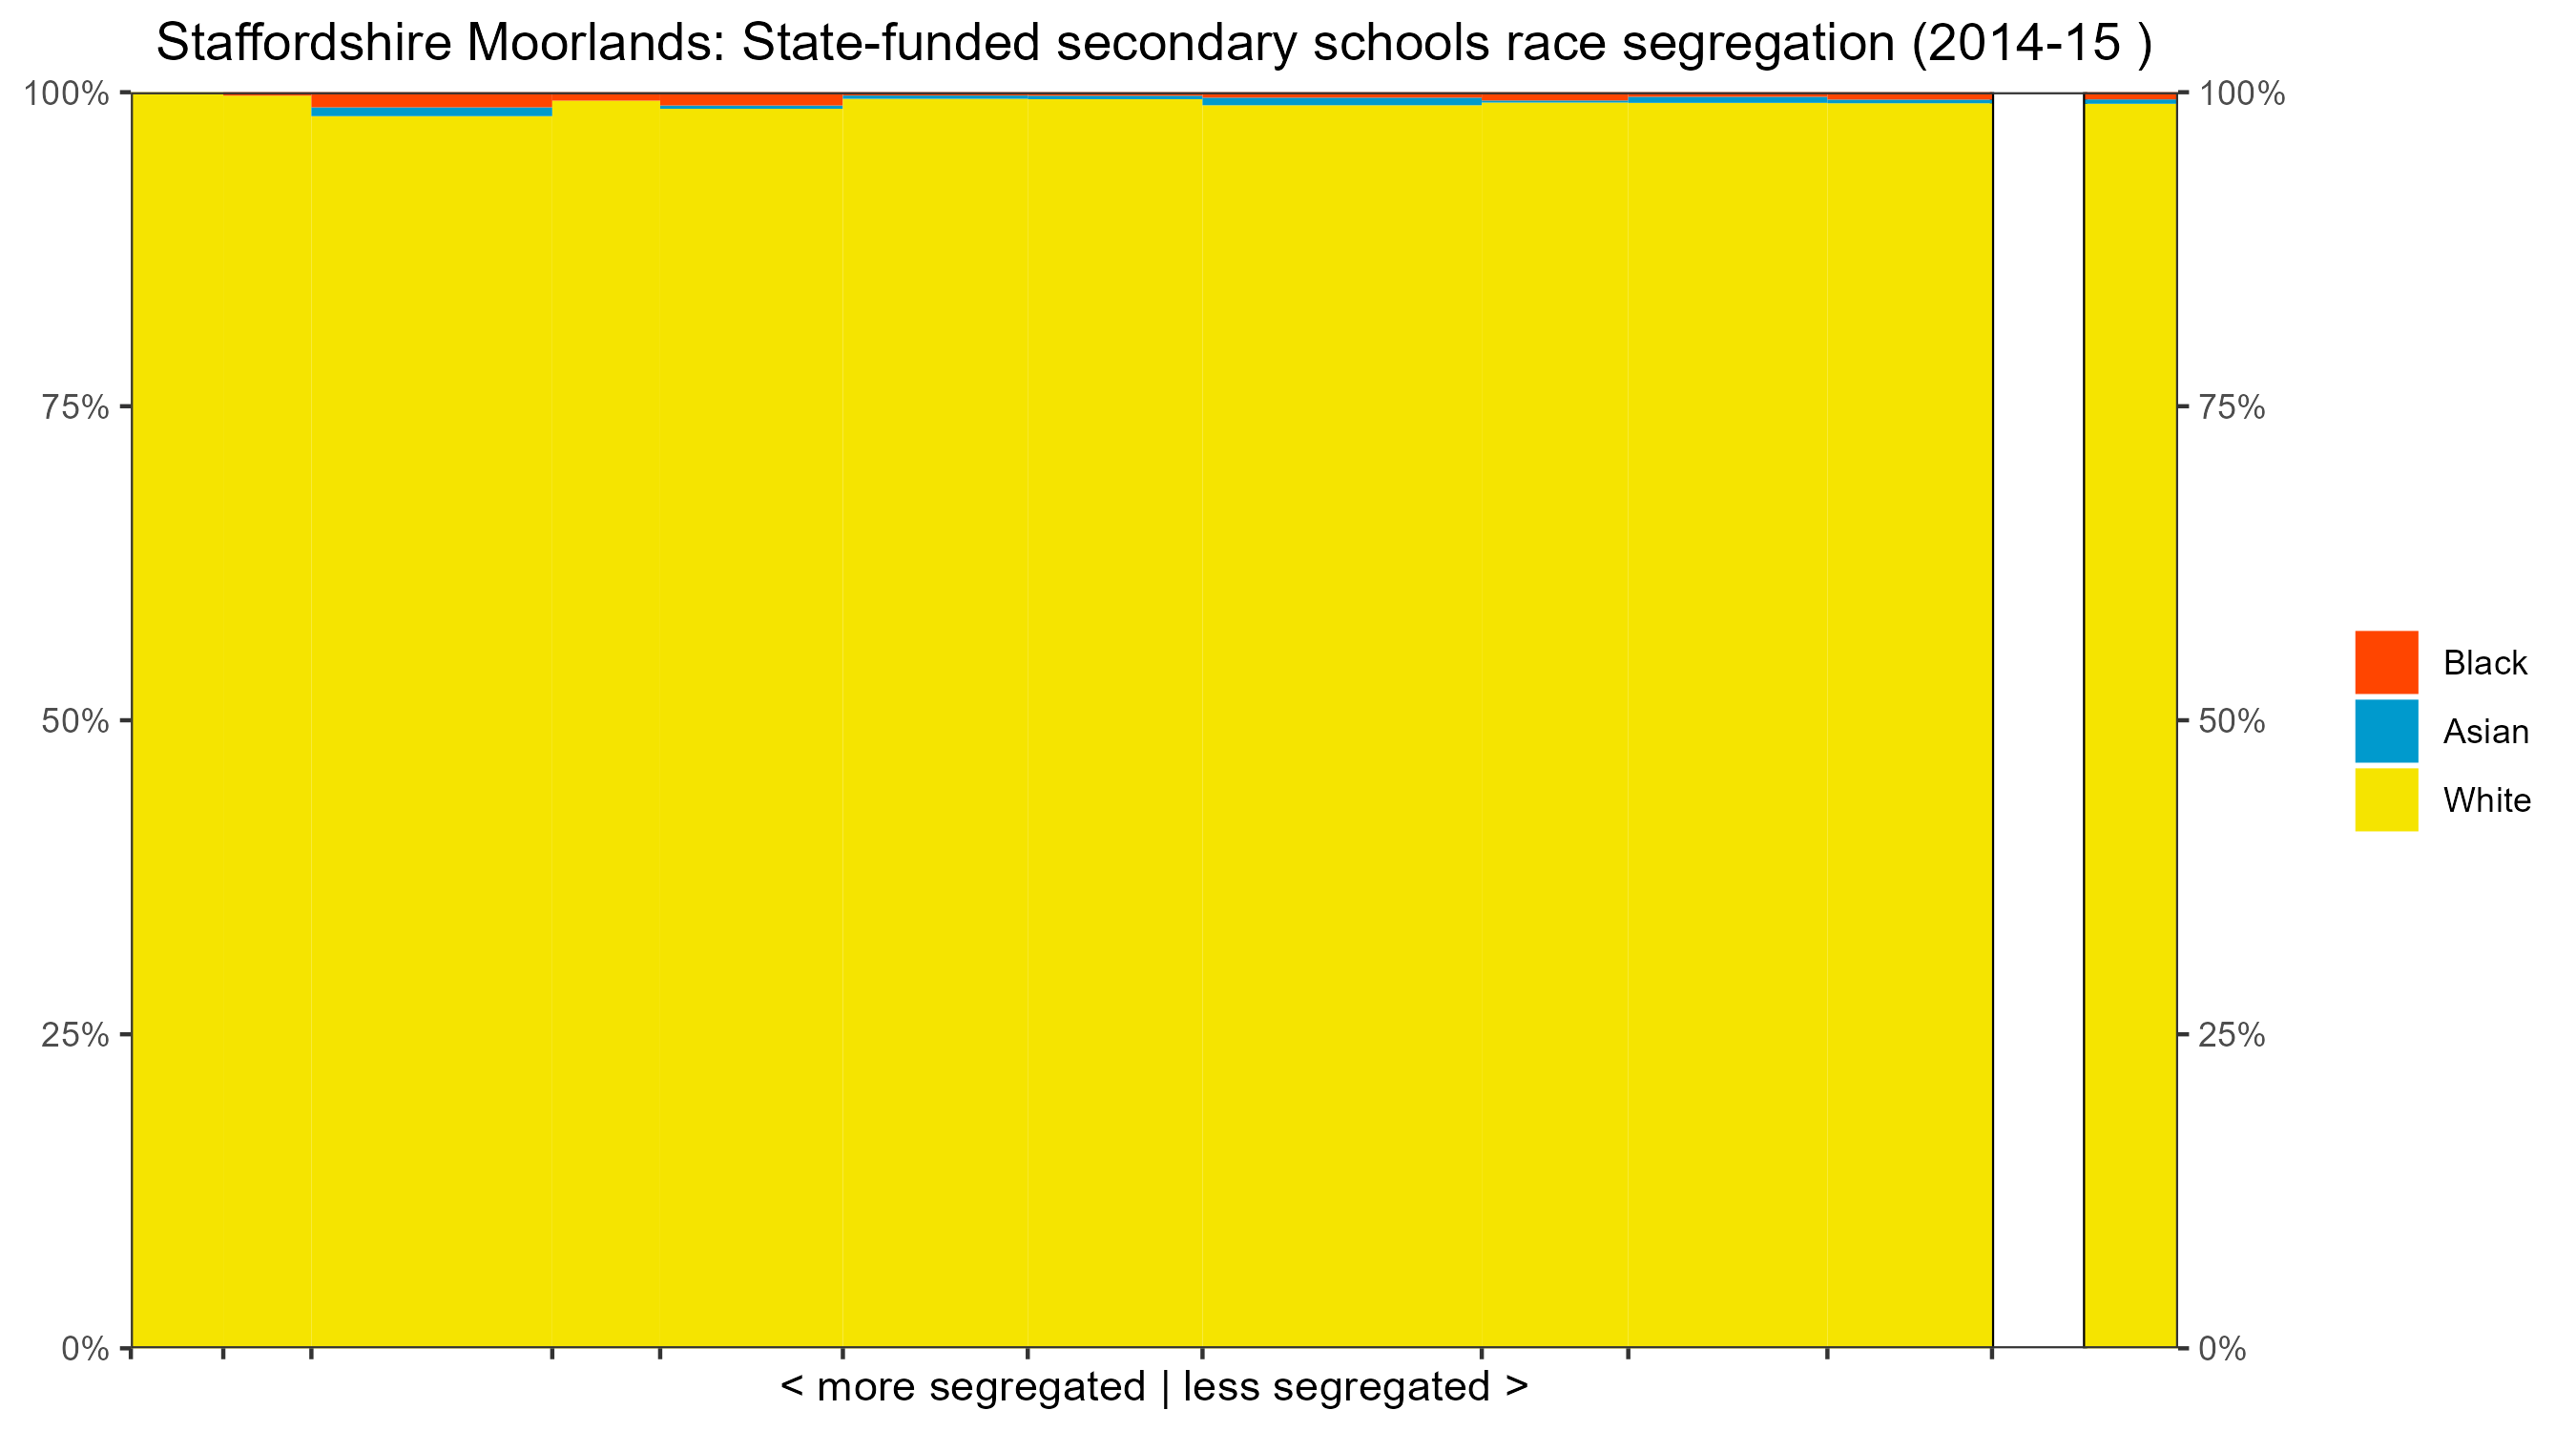 Staffordshire Moorlands: State-funded secondary schools race segregation (2014-15 )
100%
75%
50%
25%
0%
100%
75%
50%
25%
0%
Black
Asian
White
< more segregated | less segregated >